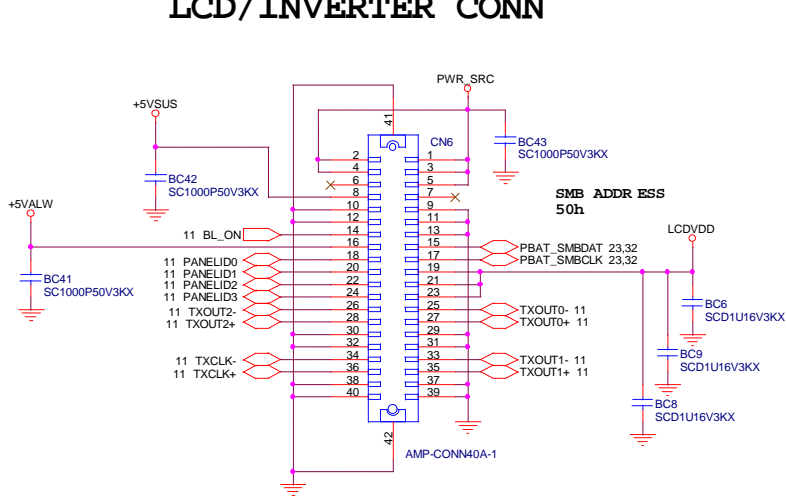 LCD/INVERTER CONN
PWR_SRC
+5VSUS
41
CN6
BC43
SC1000P50V3KX
2 1
4 3
BC42
SC1000P50V3KX
6 5
8 7
SMB ADDR ESS
50h
+5VALW
10 9
12 11
LCDVDD
11 BL_ON
14 13
16 15
PBAT_SMBDAT 23,32
11 PANELID0
18 17
PBAT_SMBCLK 23,32
11 PANELID1
20 19
BC41
SC1000P50V3KX
11 PANELID2
22 21
11 PANELID3
24 23
11 TXOUT2-
26 25
TXOUT0- 11
BC6
SCD1U16V3KX
11 TXOUT2+
28 27
TXOUT0+ 11
30 29
32 31
11 TXCLK-
34 33
TXOUT1- 11
BC9
SCD1U16V3KX
11 TXCLK+
36 35
TXOUT1+ 11
38 37
40 39
BC8
SCD1U16V3KX
42
AMP-CONN40A-1